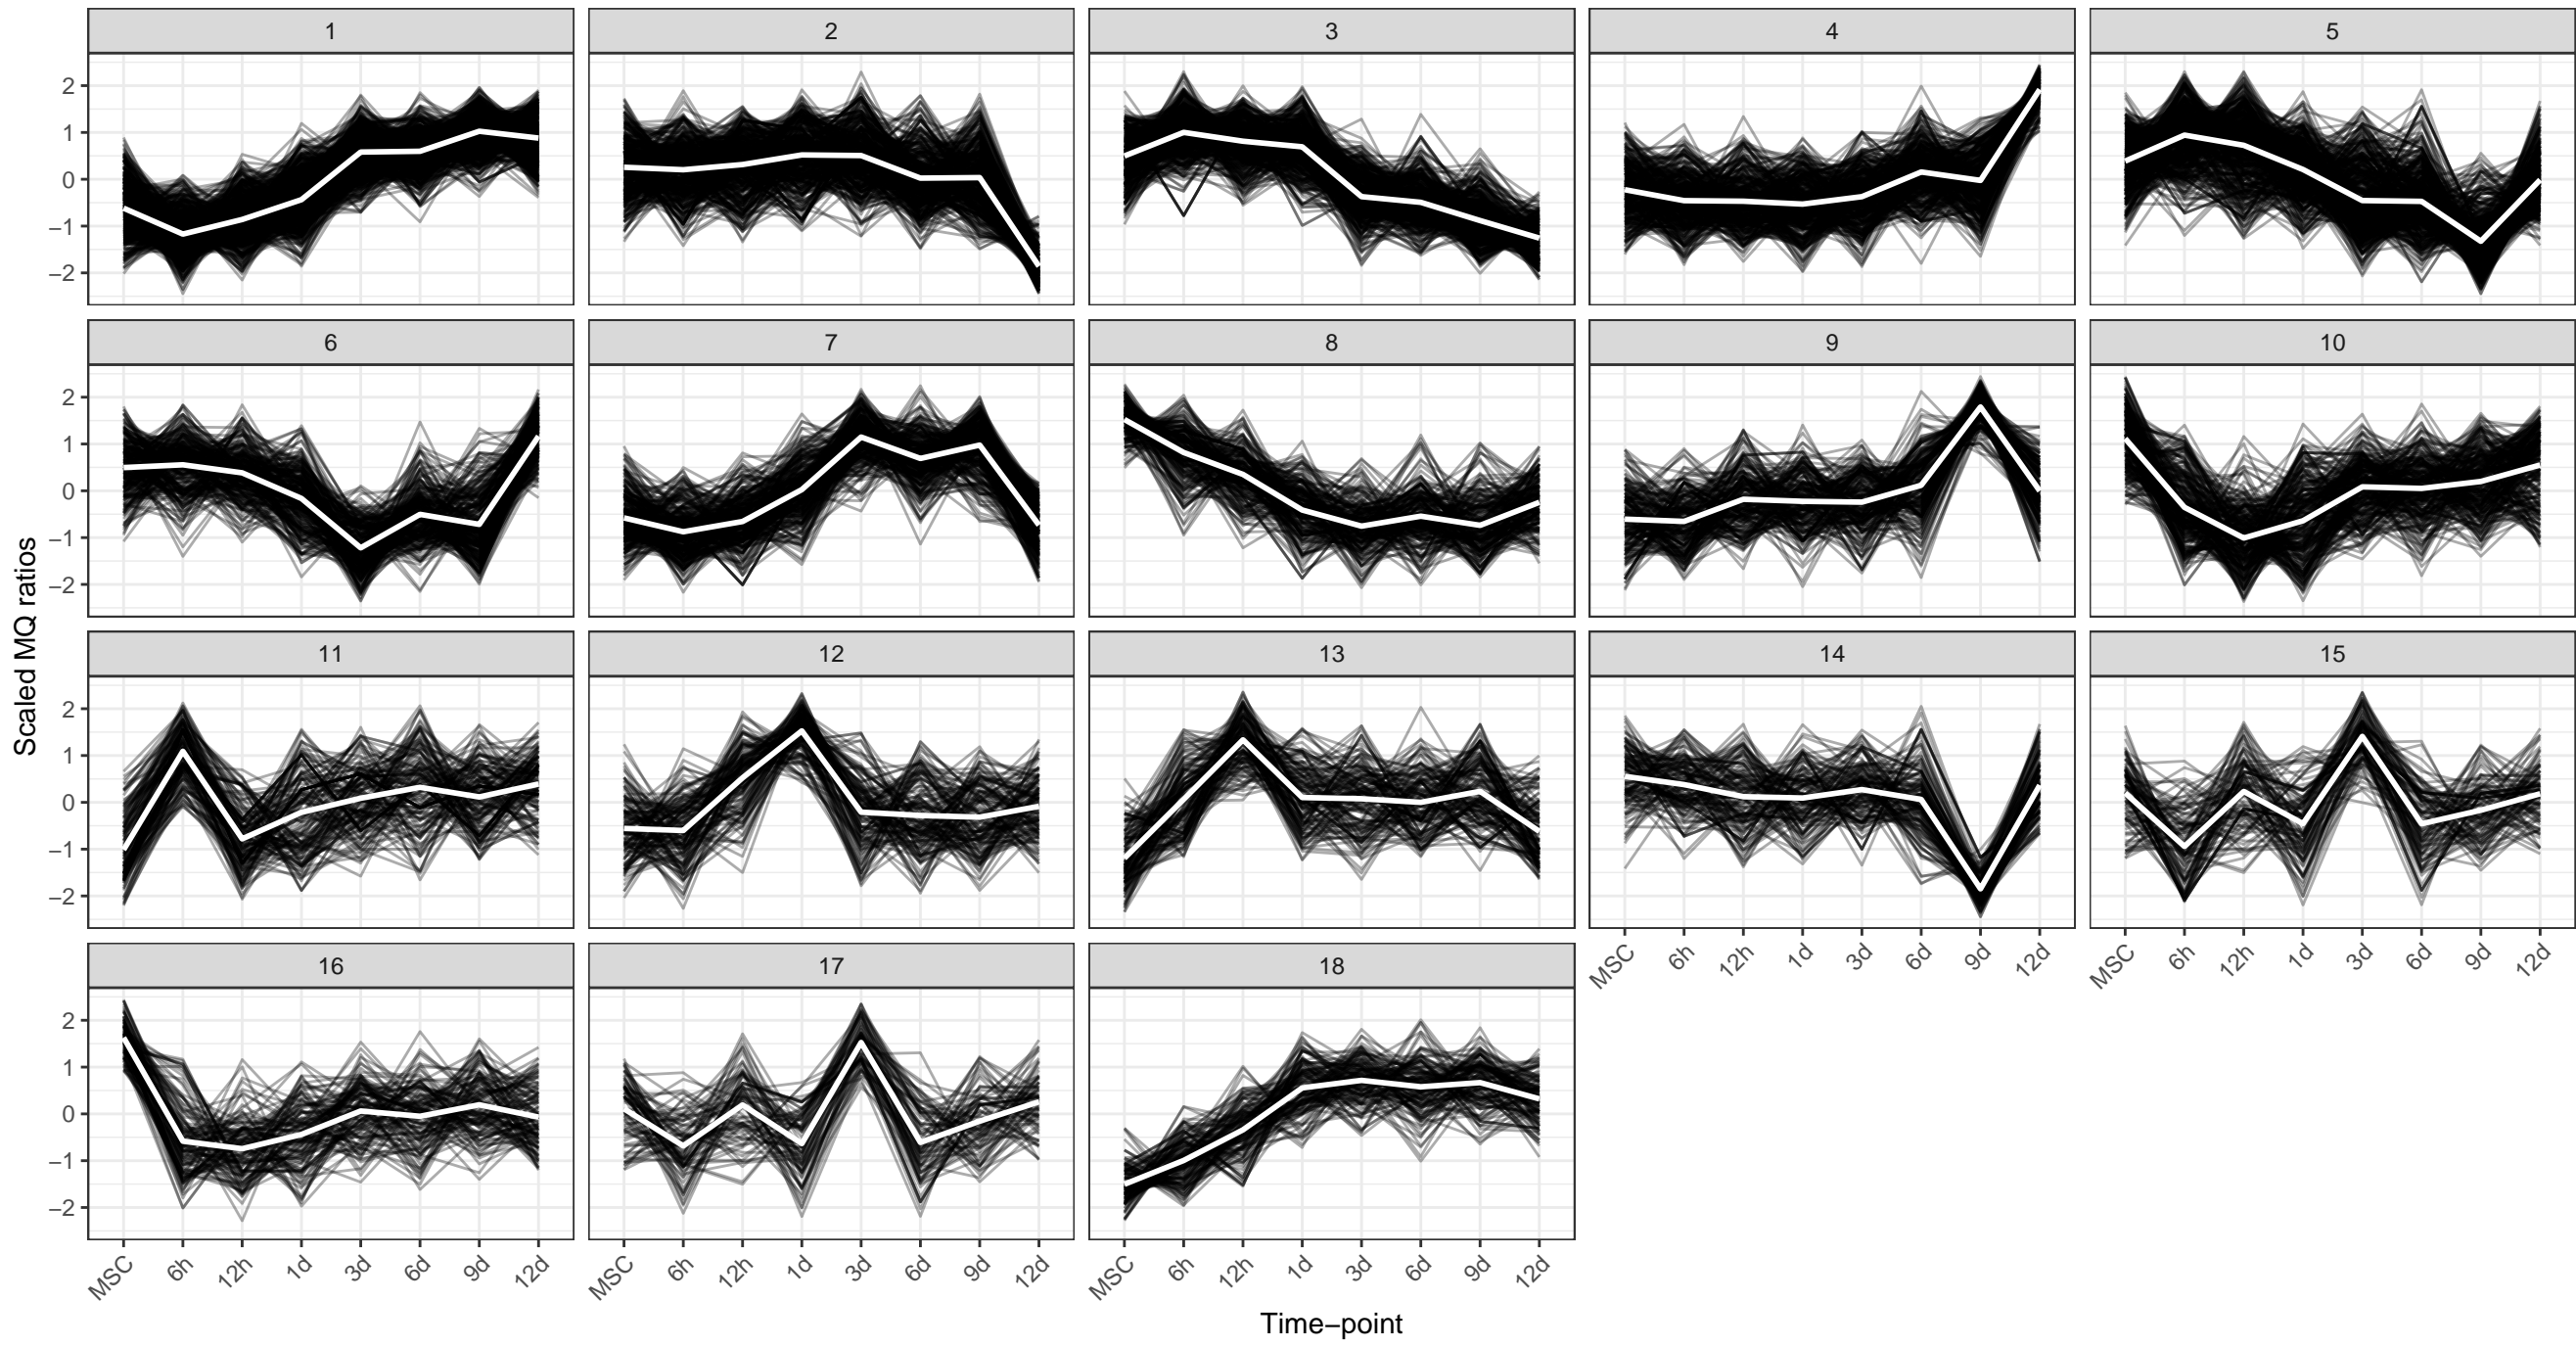 1 2 3 4 5
2
1
0
−1
−2
6 7 8 9 10
2
1
0
−1
−2
11 12 13 14 15
2
1
0
−1
−2
MSC 6h 12h 1d 3d 6d 9d 12d MSC 6h 12h 1d 3d 6d 9d 12d
16 17 18
2
1
0
−1
−2
MSC 6h 12h 1d 3d 6d 9d 12d MSC 6h 12h 1d 3d 6d 9d 12d MSC 6h 12h 1d 3d 6d 9d 12d
Scaled MQ ratios
Time−point